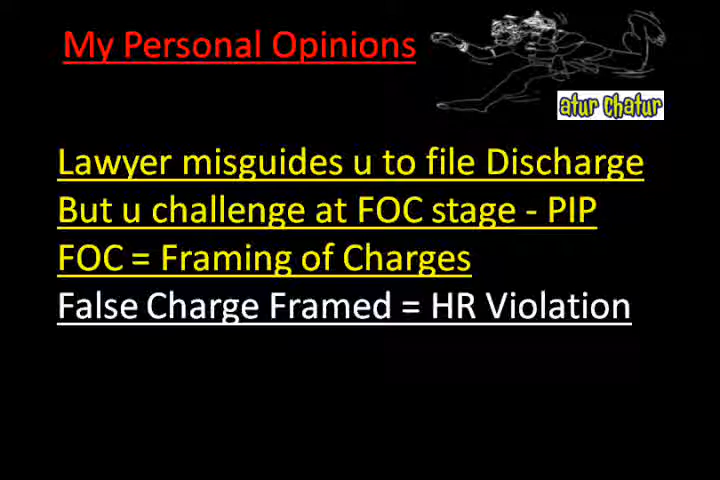 My Personal Opinions
atur chatur
Lawyer misguides u to file Discharge
But u challenge at FOC stage - PIP
FOC = Framing of Charges
False Charge Framed = HR Violation